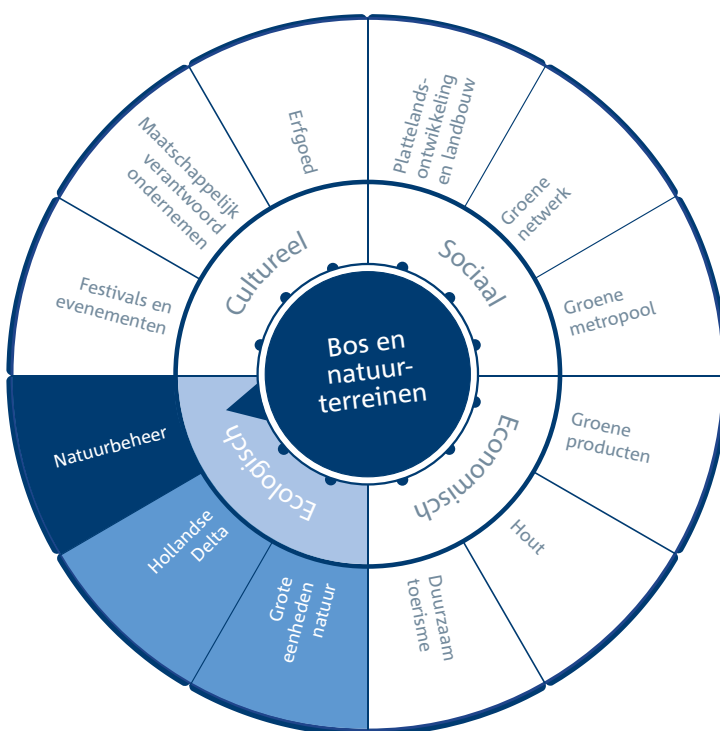 Bos en
natuur-
terreinen
Cultureel
Sociaal
Economisch
Ecologisch
Erfgoed
Plattelands-
ontwikkeling
en landbouw
Groene
netwerk
Groene
metropool
Groene
producten
Hout
Duurzaam
toerisme
Grote
eenheden
natuur
Hollandse
Delta
Natuurbeheer
Festivals en
evenementen
Maatschappelijk
verantwoord
ondernemen